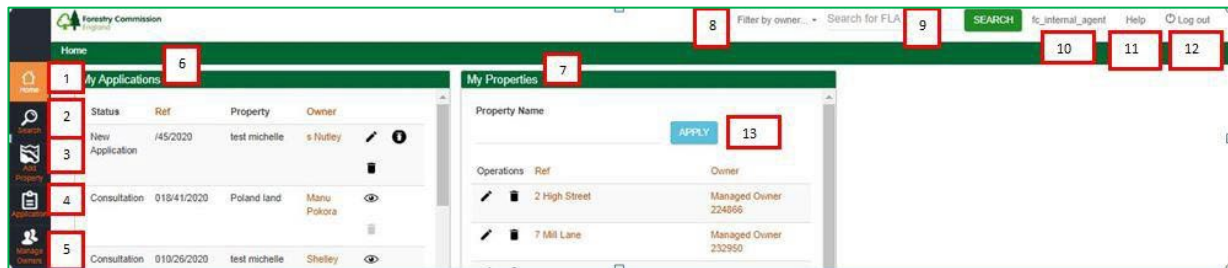 Forestry Commission
England
8
Filter by owner...
Search for FLA
9
SEARCH
fc_internal_agent
Help
Log out
10
11
12
Home
6
7
1
Home
My Applications
My Properties
2
Search
Status Ref Property Owner
Property Name
New Application /45/2020 test michelle s Nutley
APPLY
13
3
Add Property
Operations Ref Owner
4
Application
Consultation 018/41/2020 Poland land Manu Pokora
2 High Street Managed Owner 224866
5
Manage Owners
7 Mill Lane Managed Owner 232950
Consultation 010/26/2020 test michelle Shelley